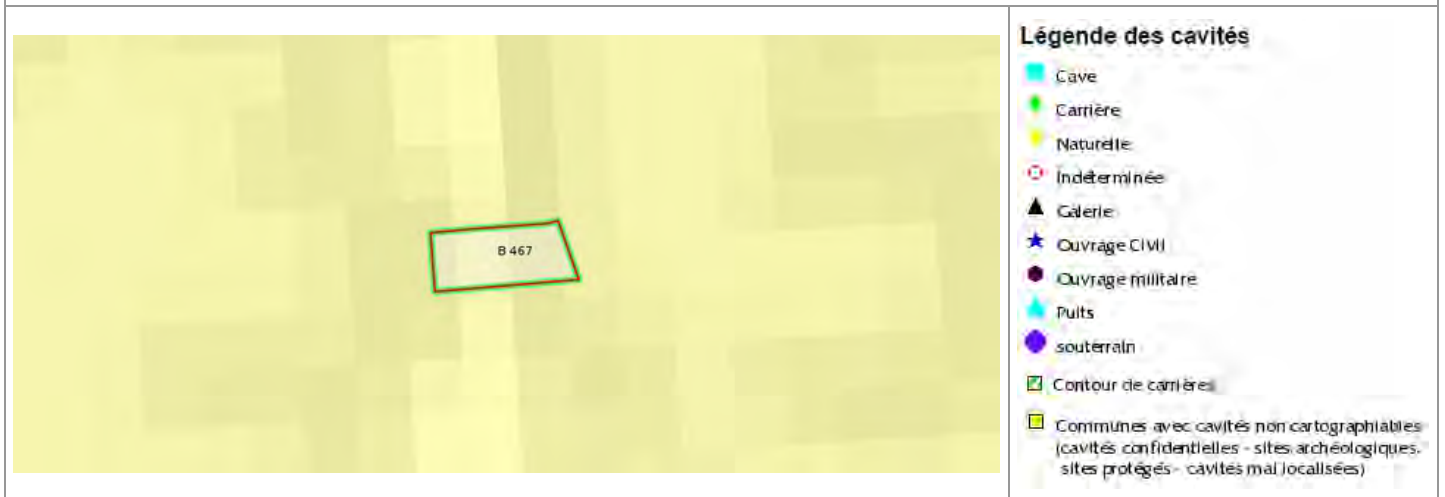 B 467
Légende des cavités
Cave
Carrière
Naturelle
Indéterminée
Galerie
Ouvrage Civil
Ouvrage militaire
Puits
souterrain
Contour de carrières
Communes avec cavités non cartographiables
(cavités confidentielles - sites archéologiques.
sites protégés - cavités mal localisées)